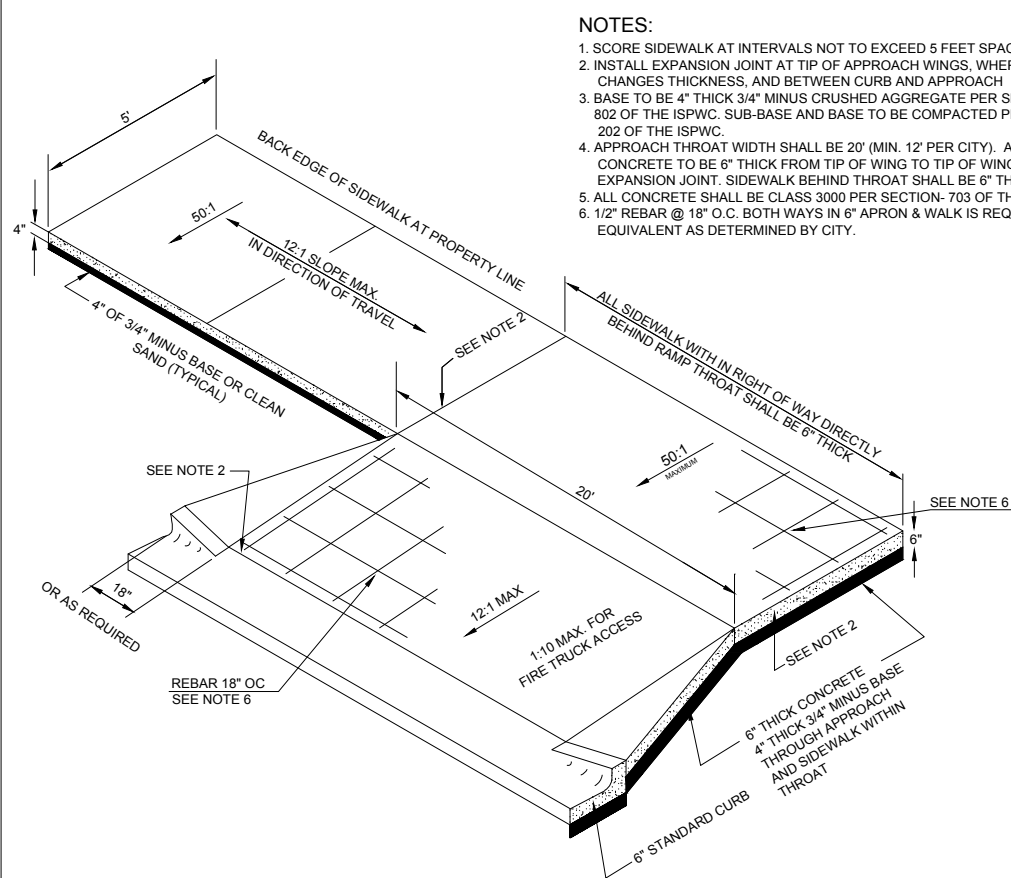 NOTES:
1. SCORE SIDEWALK AT INTERVALS NOT TO EXCEED 5 FEET
2. INSTALL EXPANSION JOINT AT TIP OF APPROACH WINGS,
CHANGES THICKNESS, AND BETWEEN CURB AND APPROACH
3. BASE TO BE 4" THICK 3/4" MINUS CRUSHED AGGREGATE PER
802 OF THE ISPWC. SUB-BASE AND BASE TO BE COMPACTED
202 OF THE ISPWC.
4. APPROACH THROAT WIDTH SHALL BE 20' (MIN. 12' PER CITY).
CONCRETE TO BE 6" THICK FROM TIP OF WING TO TIP OF
EXPANSION JOINT. SIDEWALK BEHIND THROAT SHALL BE 6"
5. ALL CONCRETE SHALL BE CLASS 3000 PER SECTION- 703 OF
6. 1/2" REBAR @ 18" O.C. BOTH WAYS IN 6" APRON & WALK IS
EQUIVALENT AS DETERMINED BY CITY.
5'
BACK EDGE OF SIDEWALK AT PROPERTY LINE
50:1
4"
12:1 SLOPE MAX.
IN DIRECTION OF TRAVEL
4" OF 3/4" MINUS BASE OR CLEAN
SAND (TYPICAL)
SEE NOTE 2
ALL SIDEWALK WITH IN RIGHT OF WAY DIRECTLY
BEHIND RAMP THROAT SHALL BE 6" THICK
50:1
MAXIMUM
SEE NOTE 2
20'
SEE NOTE 6
6"
18"
OR AS REQUIRED
12:1 MAX
1:10 MAX. FOR
FIRE TRUCK ACCESS
SEE NOTE 2
REBAR 18" OC
SEE NOTE 6
6" THICK CONCRETE
4" THICK 3/4" MINUS BASE
THROUGH APPROACH
AND SIDEWALK WITHIN
THROAT
6" STANDARD CURB